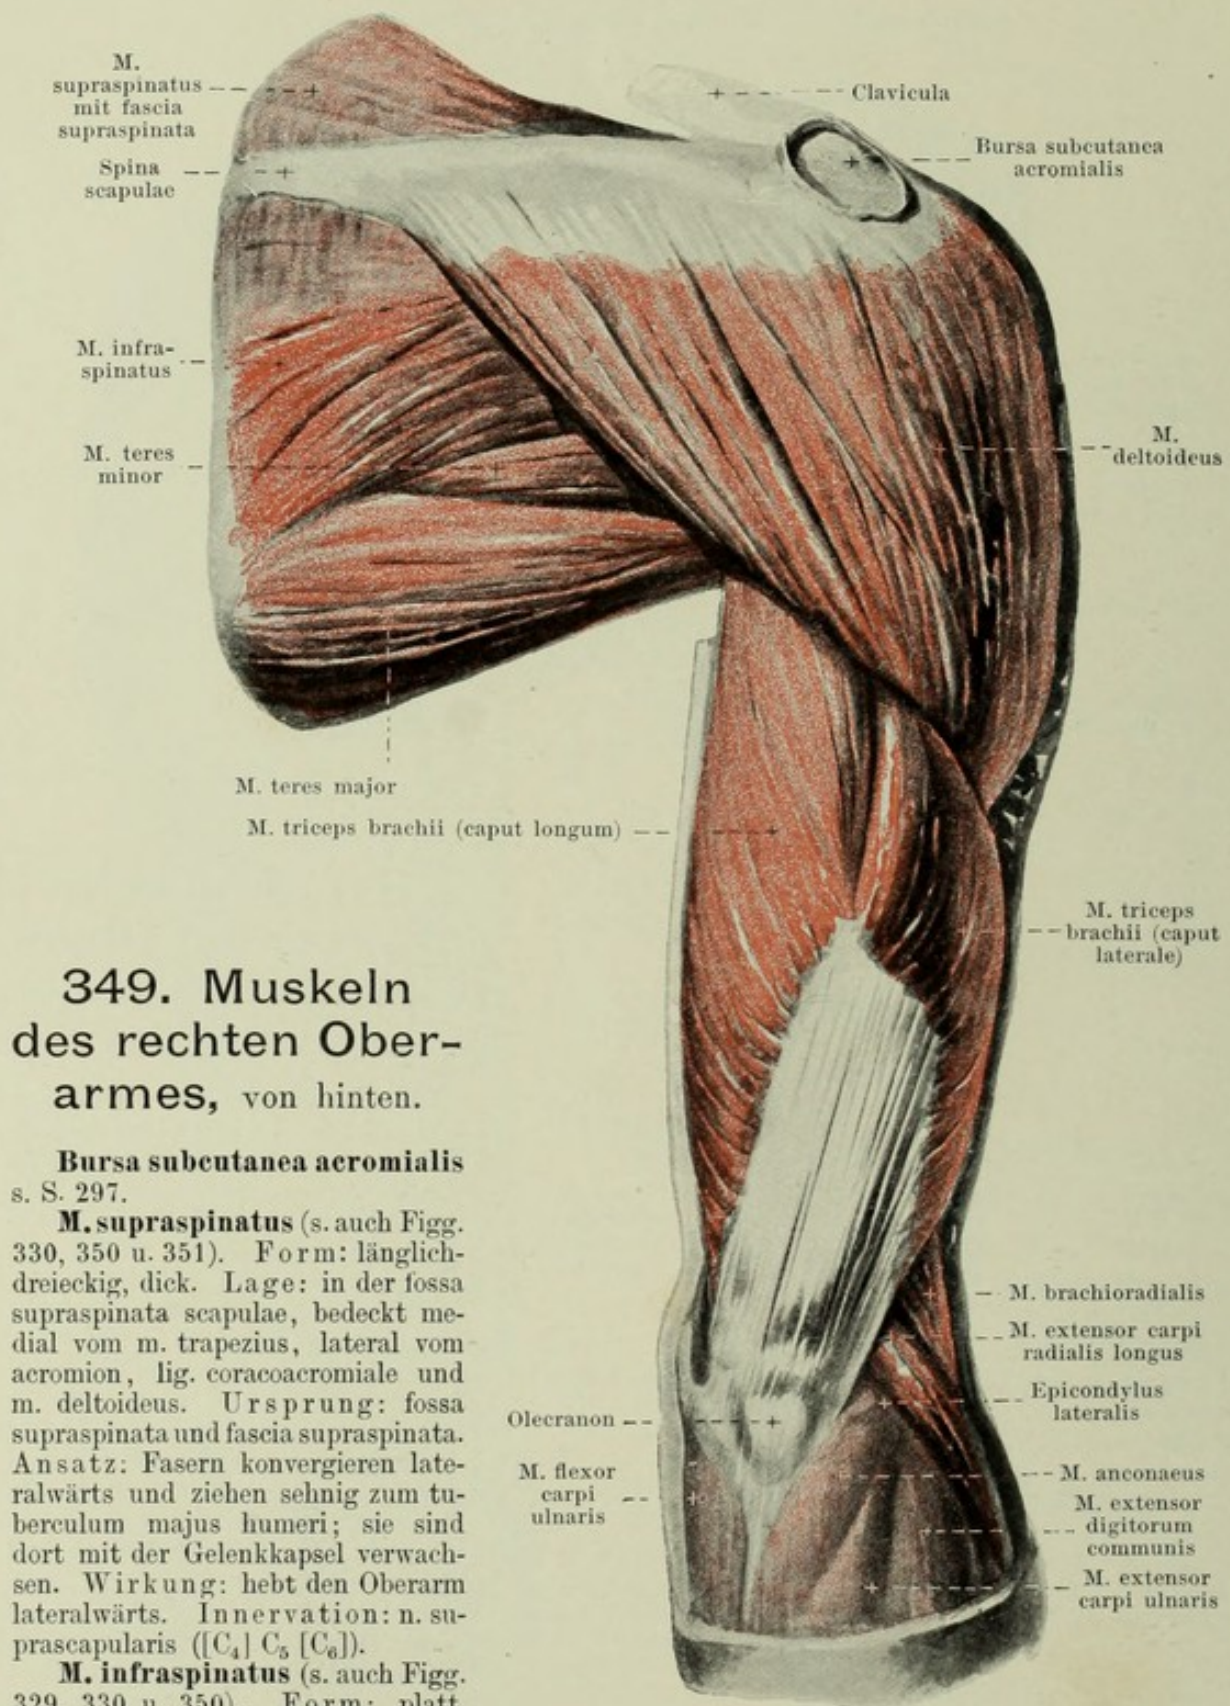 M.
supraspinatus
mit fascia
supraspinata
Spina
scapulae
M. infra-
spinatus
M. teres
minor
M. teres major
M. triceps brachii (caput longum)
Clavicula
Bursa subcutanea
acromialis
M.
deltoideus
M. triceps
brachii (caput
laterale)
M. brachioradialis
M. extensor carpi
radialis longus
Epicondylus
lateralis
M. anconaeus
M. extensor
digitorum
communis
M. extensor
carpi ulnaris
Olecranon
M. flexor
carpi
ulnaris
349. Muskeln
des rechten Ober-
armes, von hinten.
Bursa subcutanea acromialis
s. S. 297.
M. supraspinatus (s. auch Figg.
330, 350 u. 351). Form: länglich-
dreieckig, dick. Lage: in der fossa
supraspinata scapulae, bedeckt me-
dial vom m. trapezius, lateral vom
acromion, lig. coracoacromiale und
m. deltoideus. Ursprung: fossa
supraspinata und fascia supraspinata.
Ansatz: Fasern konvergieren late-
ralwärts und ziehen sehnig zum tu-
berculum majus humeri; sie sind
dort mit der Gelenkkapsel verwach-
sen. Wirkung: hebt den Oberarm
lateralwärts. Innervation: n. su-
prascapularis ([C₄] C₅ [C₆]).
M. infraspinatus (s. auch Figg.
329, 330 u. 350). Form: platt,